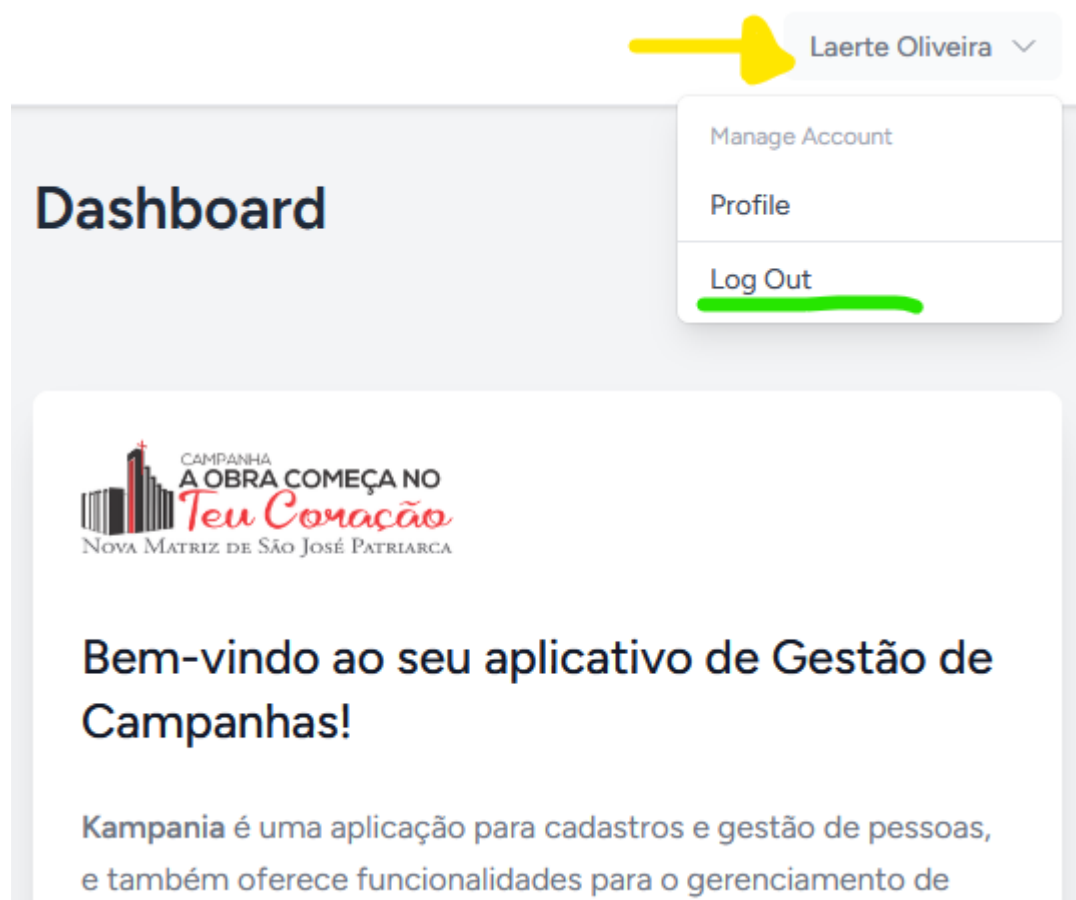 Laerte Oliveira
Manage Account
Profile
Log Out
Dashboard
CAMPANHA
A OBRA COMEÇA NO
Teu Coração
NOVA MATRIZ DE SÃO JOSÉ PATRIARCA
Bem-vindo ao seu aplicativo de Gestão de
Campanhas!
Kampania é uma aplicação para cadastros e gestão de pessoas,
e também oferece funcionalidades para o gerenciamento de